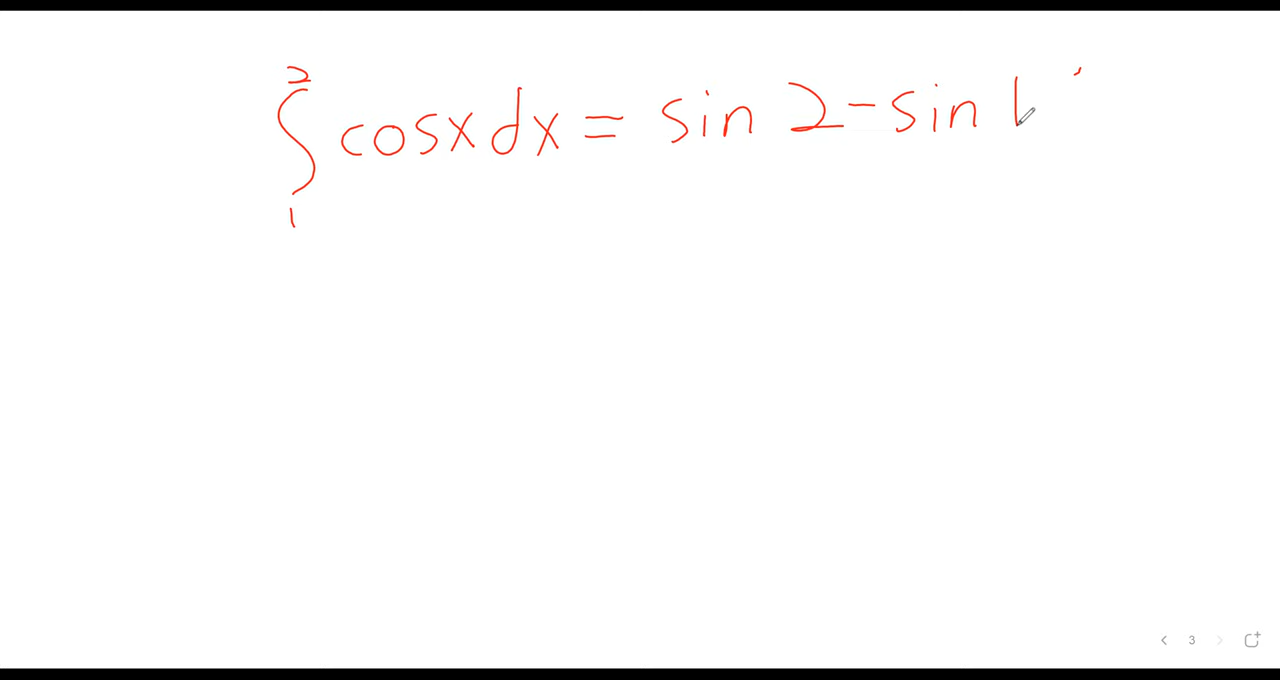 ∫₁² cosx dx = sin 2 - sin 1
3